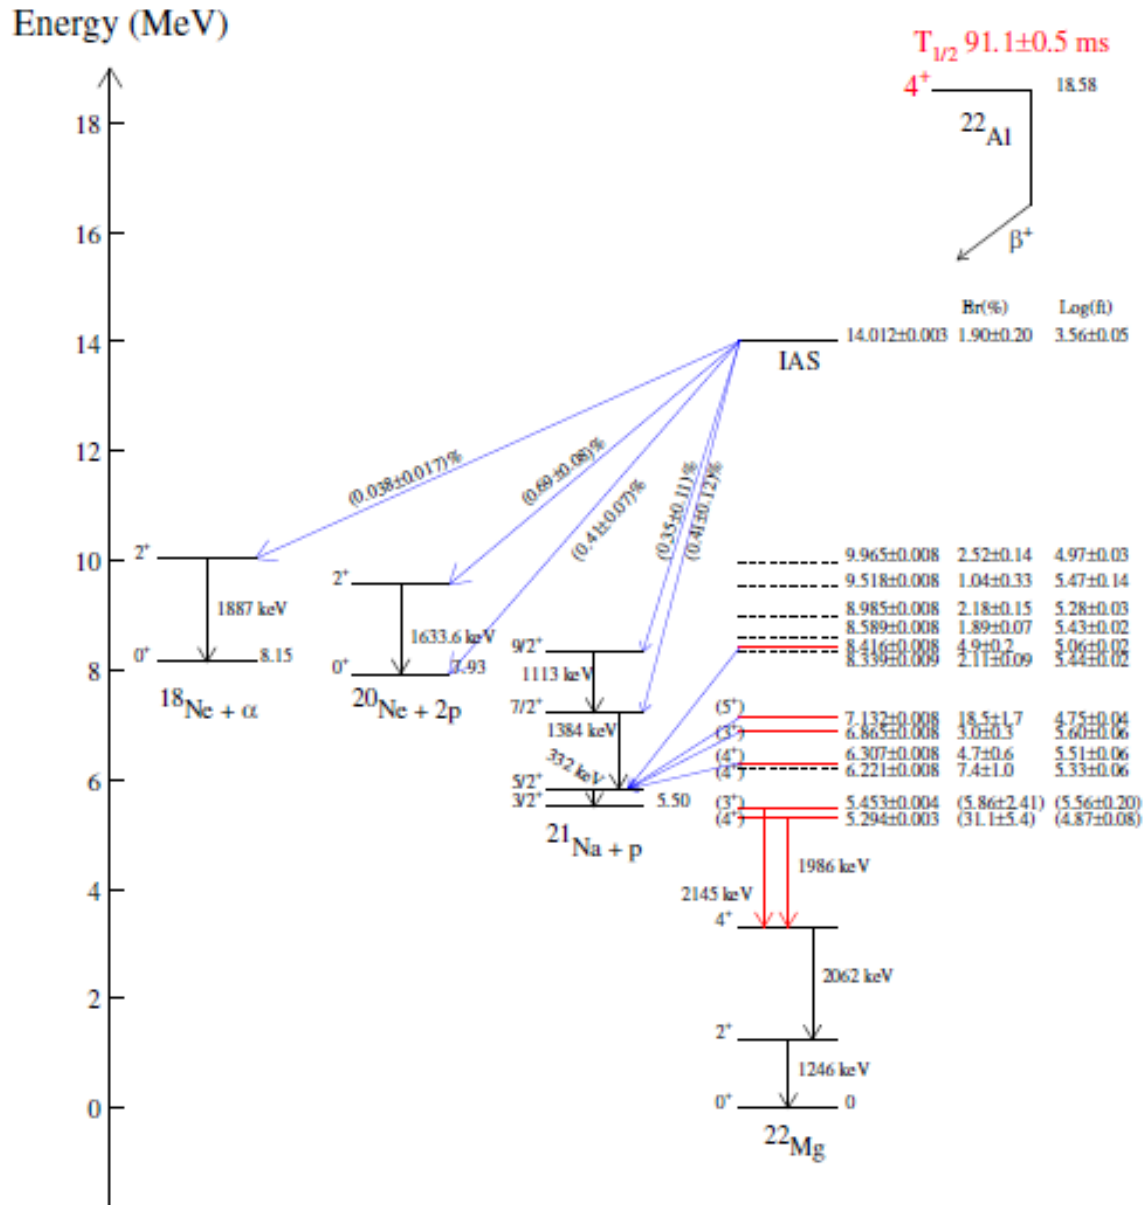 Energy (MeV)
T1/2 91.1±0.5 ms
4+ 18.58
22Al
β+
18
16
14
12
10
8
6
4
2
0
Br(%) Log(ft)
14.012±0.003 1.90±0.20 3.56±0.05
IAS
(0.038±0.017)%
(0.69±0.08)%
(0.41±0.07)%
(0.35±0.11)%
(0.41±0.12)%
2+
1887 keV
0+ 8.15
18Ne + α
2+
1633.6 keV
0+ 7.93
20Ne + 2p
9/2+
1113 keV
7/2+
1384 keV
332 keV
5/2+
3/2+ 5.50
21Na + p
9.965±0.008 2.52±0.14 4.97±0.03
9.518±0.008 1.04±0.33 5.47±0.14
8.985±0.008 2.18±0.15 5.28±0.03
8.589±0.008 1.89±0.07 5.43±0.02
8.416±0.008 4.9±0.2 5.06±0.02
8.339±0.009 2.11±0.09 5.44±0.02
(5+) 7.132±0.008 18.5±1.7 4.75±0.04
(3+) 6.865±0.008 3.0±0.3 5.60±0.06
(4+) 6.307±0.008 4.7±0.6 5.51±0.06
(4+) 6.221±0.008 7.4±1.0 5.33±0.06
(3+) 5.453±0.004 (5.86±2.41) (5.56±0.20)
(4+) 5.294±0.003 (31.1±5.4) (4.87±0.08)
1986 keV
2145 keV
4+
2062 keV
2+
1246 keV
0+ 0
22Mg